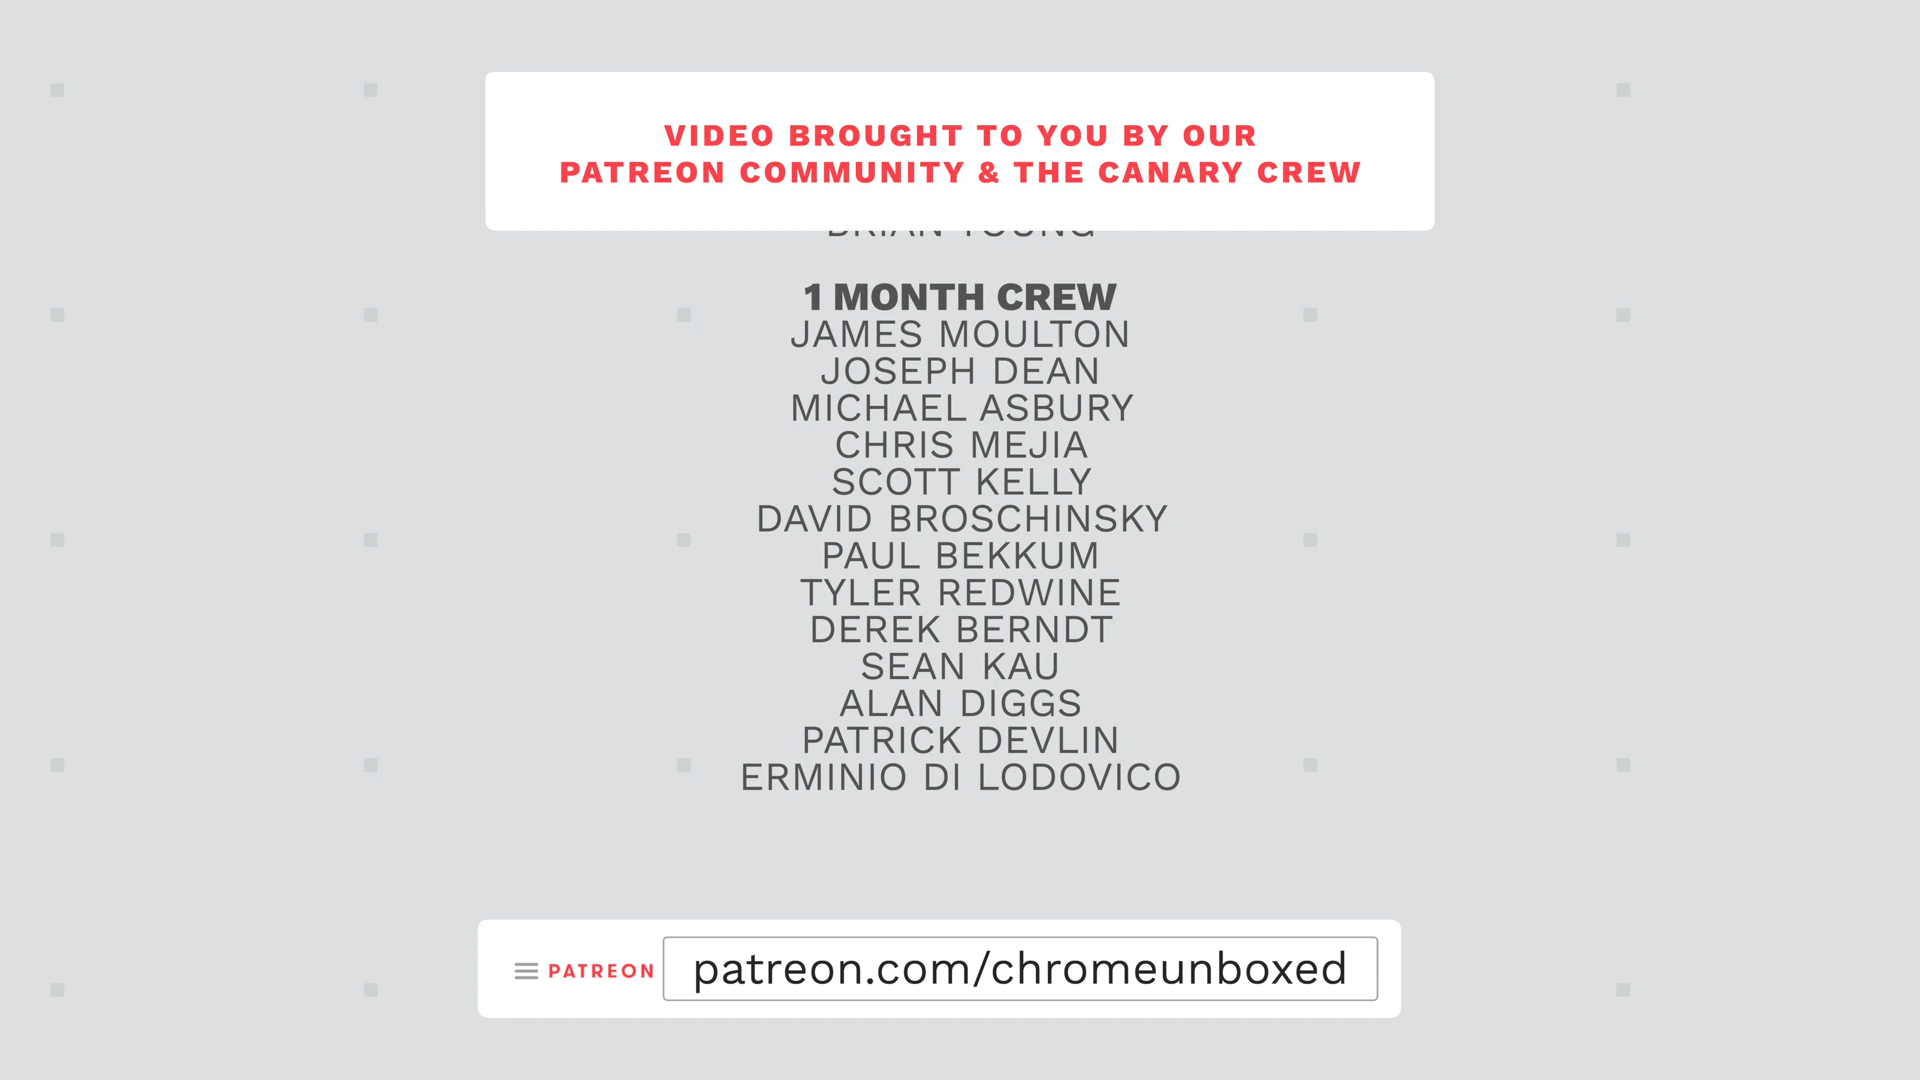 VIDEO BROUGHT TO YOU BY OUR
PATREON COMMUNITY & THE CANARY CREW
BRIAN YOUNG
1 MONTH CREW
JAMES MOULTON
JOSEPH DEAN
MICHAEL ASBURY
CHRIS MEJIA
SCOTT KELLY
DAVID BROSCHINSKY
PAUL BEKKUM
TYLER REDWINE
DEREK BERNDT
SEAN KAU
ALAN DIGGS
PATRICK DEVLIN
ERMINIO DI LODOVICO
PATREON patreon.com/chromeunboxed